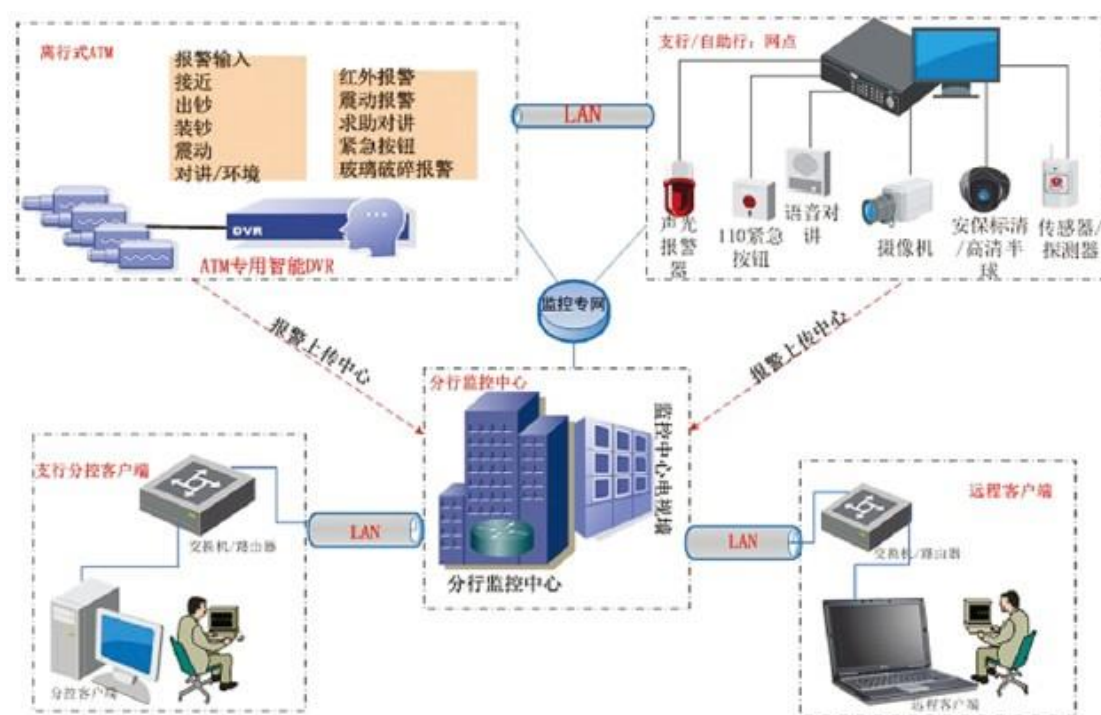 离行式ATM
报警输入
接近
出钞
装钞
震动
对讲/环境
红外报警
震动报警
求助对讲
紧急按钮
玻璃破碎报警
DVR
ATM专用智能DVR
LAN
支行/自助行：网点
声光
报警
器
110紧急
按钮
语音对
讲
摄像机
安保标清
/高清半
球
传感器/
探测器
监控专网
报警上传中心
报警上传中心
分行监控中心
监控中心电视墙
分行监控中心
支行分控客户端
交换机/路由器
分控客户端
LAN
LAN
远程客户端
交换机/路由器
远程客户端